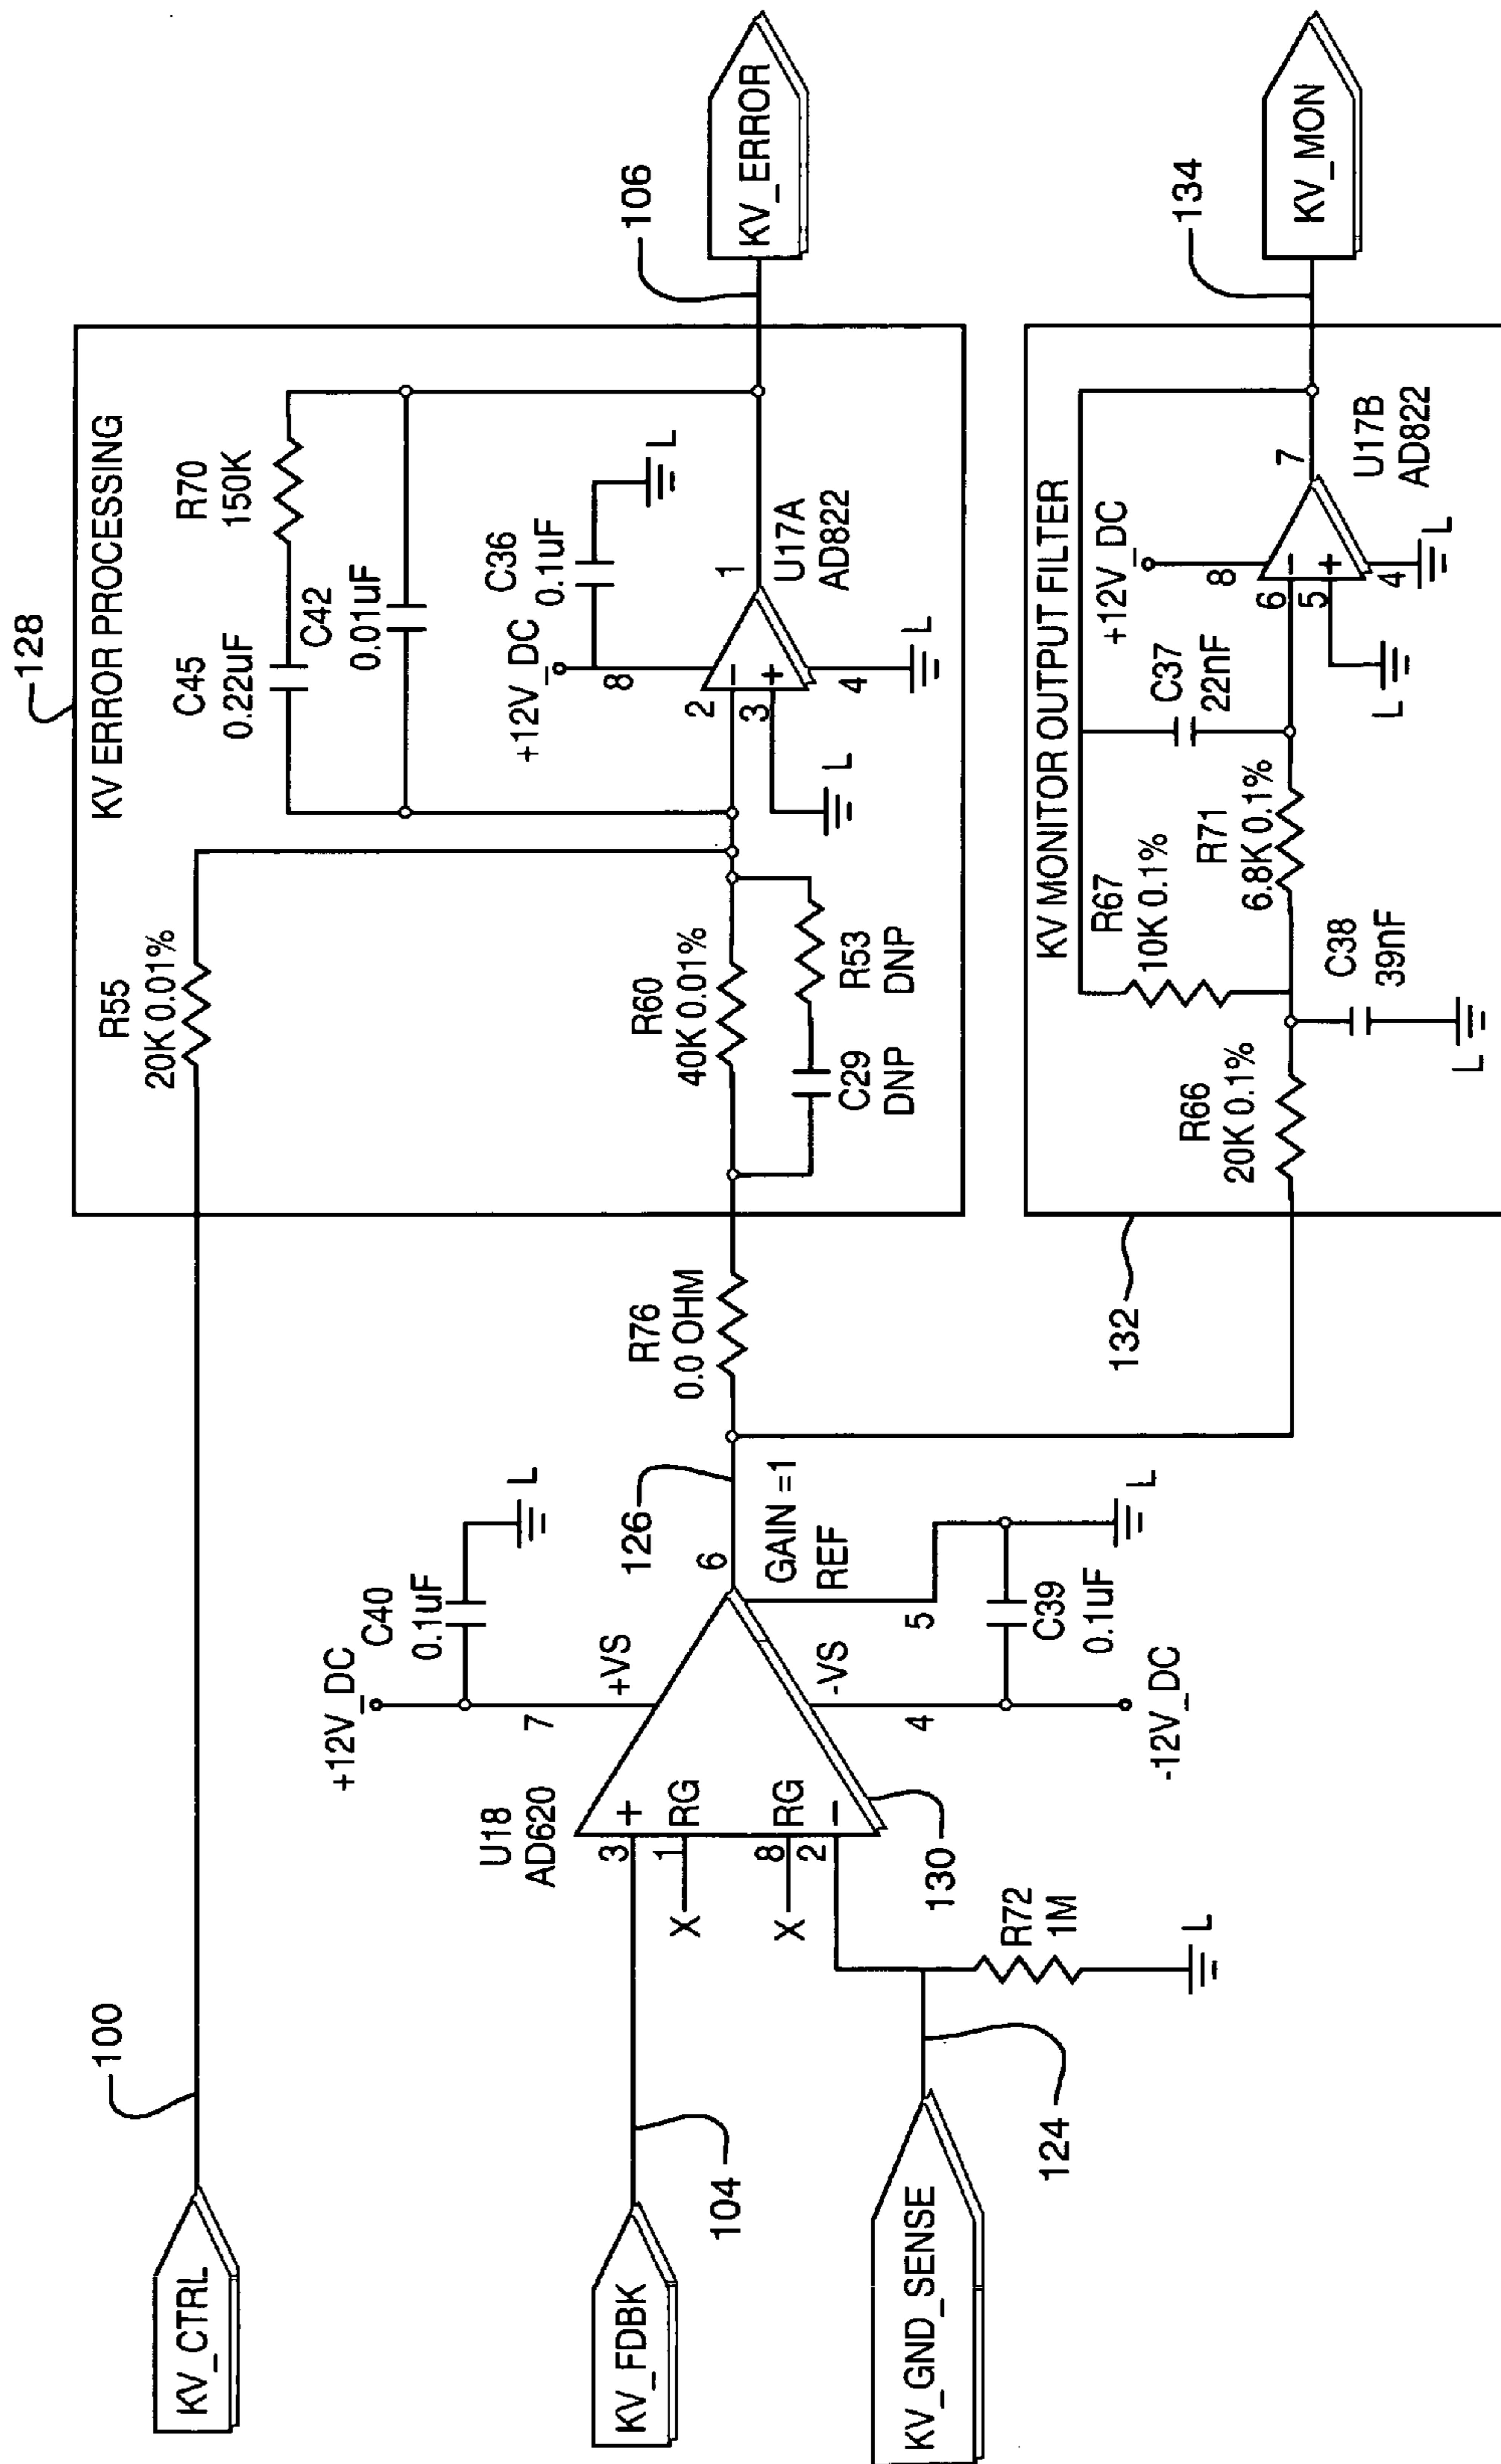 128
KV ERROR PROCESSING
R55
20K 0.01%
C45
0.22uF
R70
150K
C42
0.01uF
C36
0.1uF
L
+12V_DC
8
2
3
-
+
1
4
L
L
U17A
AD822
R60
40K 0.01%
C29
DNP
R53
DNP
106
KV_ERROR
100
KV_CTRL
104
KV_FDBK
124
KV_GND_SENSE
R72
1M
L
U18
AD620
3
1
8
2
+
RG
RG
-
X
X
130
+12V_DC
C40
0.1uF
L
7
+VS
-VS
4
-12V_DC
C39
0.1uF
L
5
6
GAIN =1
REF
126
R76
0.0 OHM
132
KV MONITOR OUTPUT FILTER
R66
20K 0.1%
R67
10K 0.1%
R71
6.8K 0.1%
C38
39nF
L
C37
22nF
+12V_DC
8
6
5
-
+
7
4
L
L
U17B
AD822
134
KV_MON